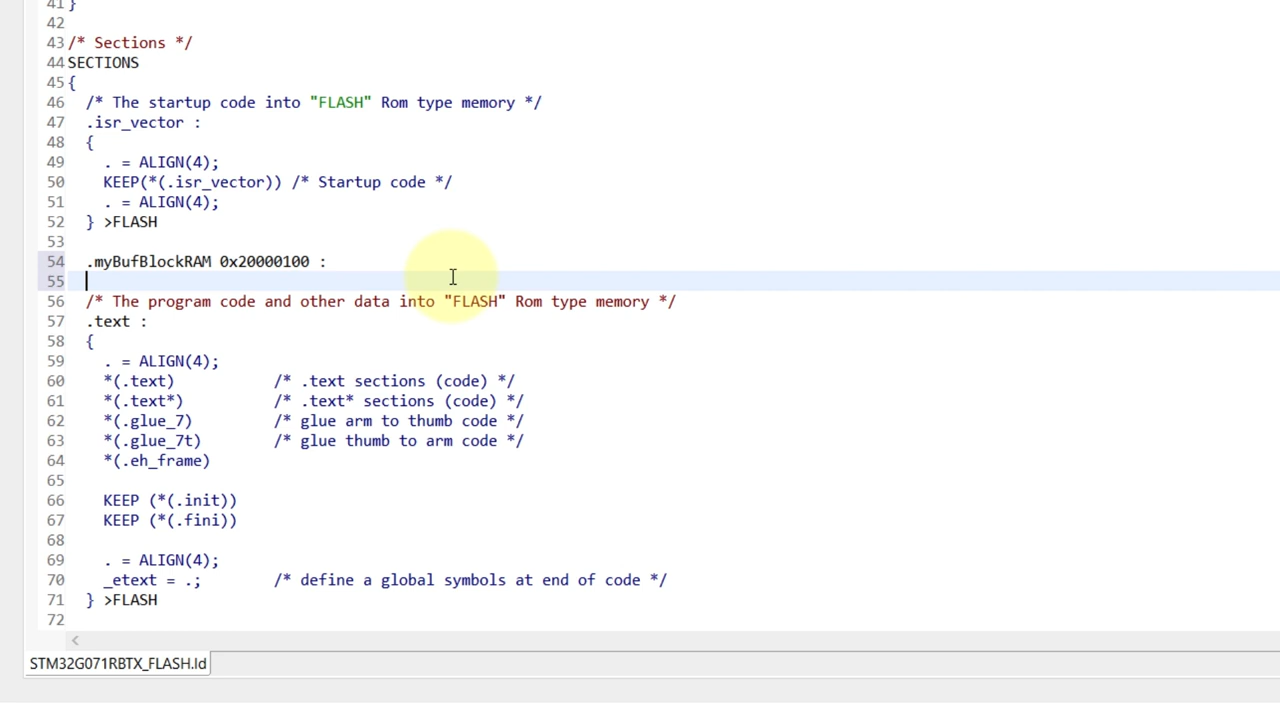 41 }
42
43 /* Sections */
44 SECTIONS
45 {
46 /* The startup code into "FLASH" Rom type memory */
47 .isr_vector :
48 {
49 . = ALIGN(4);
50 KEEP(*(.isr_vector)) /* Startup code */
51 . = ALIGN(4);
52 } >FLASH
53
54 .myBufBlockRAM 0x20000100 :
55
56 /* The program code and other data into "FLASH" Rom type memory */
57 .text :
58 {
59 . = ALIGN(4);
60 *(.text) /* .text sections (code) */
61 *(.text*) /* .text* sections (code) */
62 *(.glue_7) /* glue arm to thumb code */
63 *(.glue_7t) /* glue thumb to arm code */
64 *(.eh_frame)
65
66 KEEP (*(.init))
67 KEEP (*(.fini))
68
69 . = ALIGN(4);
70 _etext = .; /* define a global symbols at end of code */
71 } >FLASH
72
STM32G071RBTX_FLASH.ld